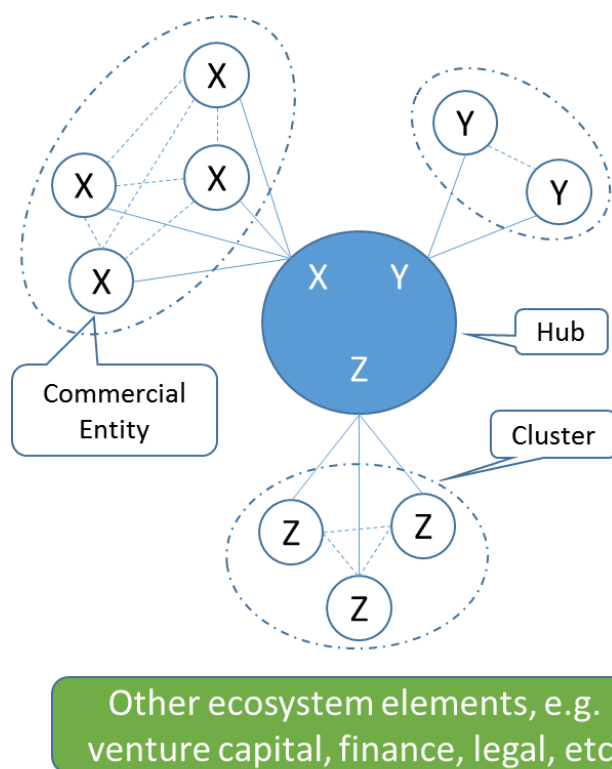 X
X
X
X
Y
Y
X Y
Z
Hub
Commercial
Entity
Cluster
Z
Z
Z
Other ecosystem elements, e.g.
venture capital, finance, legal, etc